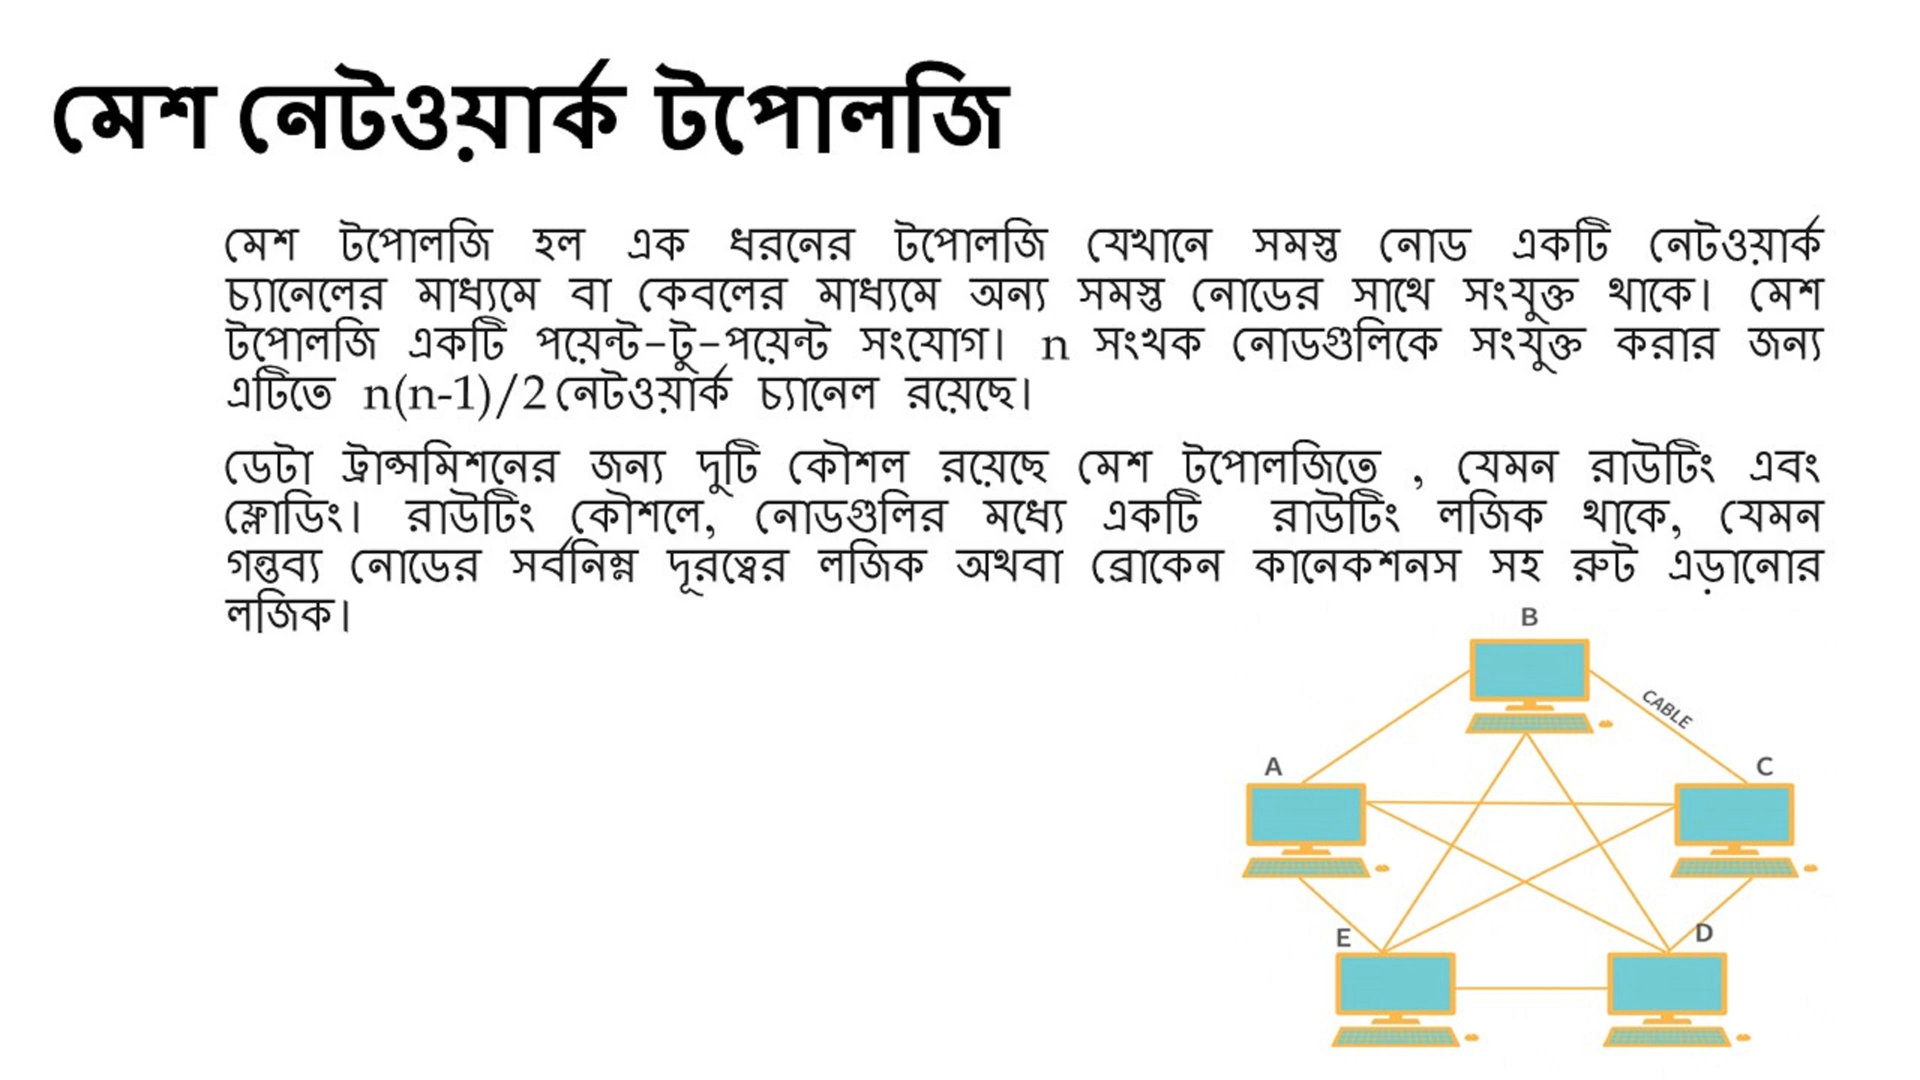 মেশ নেটওয়ার্ক টপোলজি
মেশ টপোলজি হল এক ধরনের টপোলজি যেখানে সমস্ত নোড একটি নেটওয়ার্ক
চ্যানেলের মাধ্যমে বা কেবলের মাধ্যমে অন্য সমস্ত নোডের সাথে সংযুক্ত থাকে। মেশ
টপোলজি একটি পয়েন্ট-টু-পয়েন্ট সংযোগ। n সংখক নোডগুলিকে সংযুক্ত করার জন্য
এটিতে n(n-1)/2 নেটওয়ার্ক চ্যানেল রয়েছে।
ডেটা ট্রান্সমিশনের জন্য দুটি কৌশল রয়েছে মেশ টপোলজিতে , যেমন রাউটিং এবং
ফ্লোডিং। রাউটিং কৌশলে, নোডগুলির মধ্যে একটি রাউটিং লজিক থাকে, যেমন
গন্তব্য নোডের সর্বনিম্ন দূরত্বের লজিক অথবা ব্রোকেন কানেকশনস সহ রুট এড়ানোর
লজিক।
B
CABLE
A
C
E
D